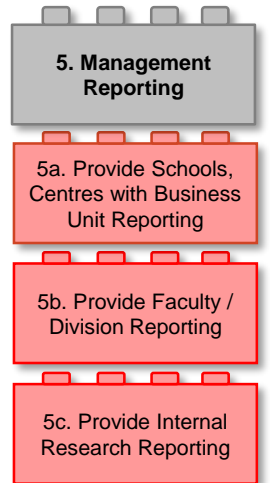 5. Management
Reporting
5a. Provide Schools,
Centres with Business
Unit Reporting
5b. Provide Faculty /
Division Reporting
5c. Provide Internal
Research Reporting